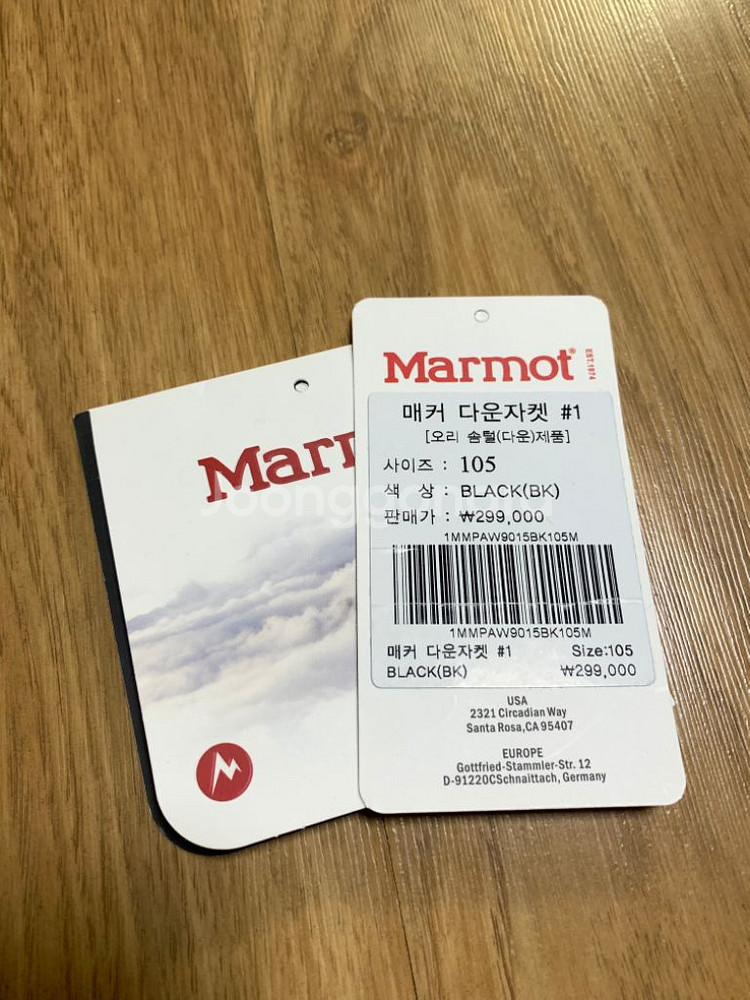 Marmot®
EST.1974
매커 다운자켓 #1
[오리 솜털(다운)제품]
사이즈 : 105
색 상 : BLACK(BK)
판매가 : ₩299,000
1MMPAW9015BK105M
1MMPAW9015BK105M
매커 다운자켓 #1 Size:105
BLACK(BK) ₩299,000
USA
2321 Circadian Way
Santa Rosa,CA 95407
EUROPE
Gottfried-Stammler-Str. 12
D-91220CSchnaittach, Germany
Mar